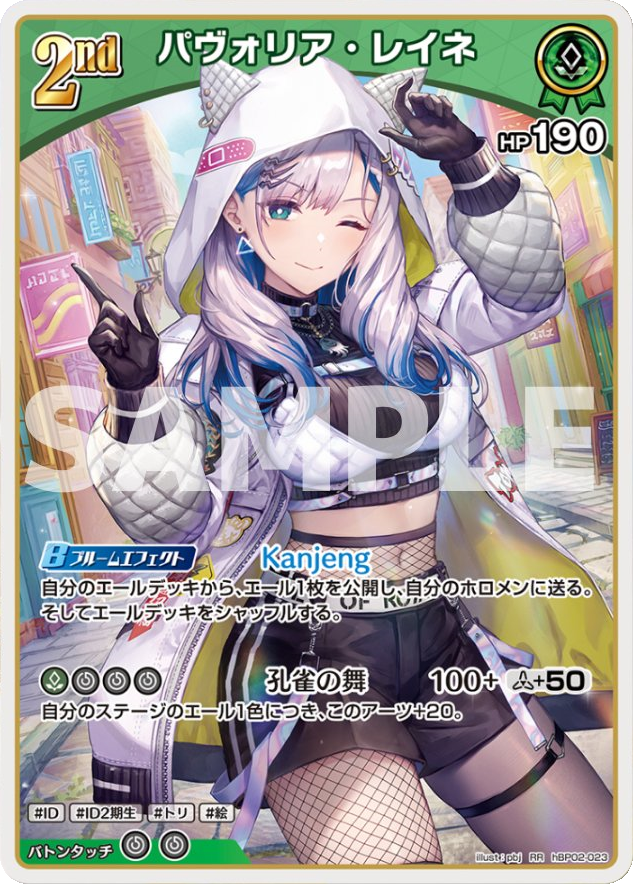 2nd
パヴォリア・レイネ
HP190
SAMPLE
Bブルームエフェクト Kanjeng
自分のエールデッキから、エール1枚を公開し、自分のホロメンに送る。
そしてエールデッキをシャッフルする。
孔雀の舞 100+ +50
自分のステージのエール1色につき、このアーツ+20。
#ID #ID2期生 #トリ #絵
バトンタッチ
illust:pbj RR hBP02-023